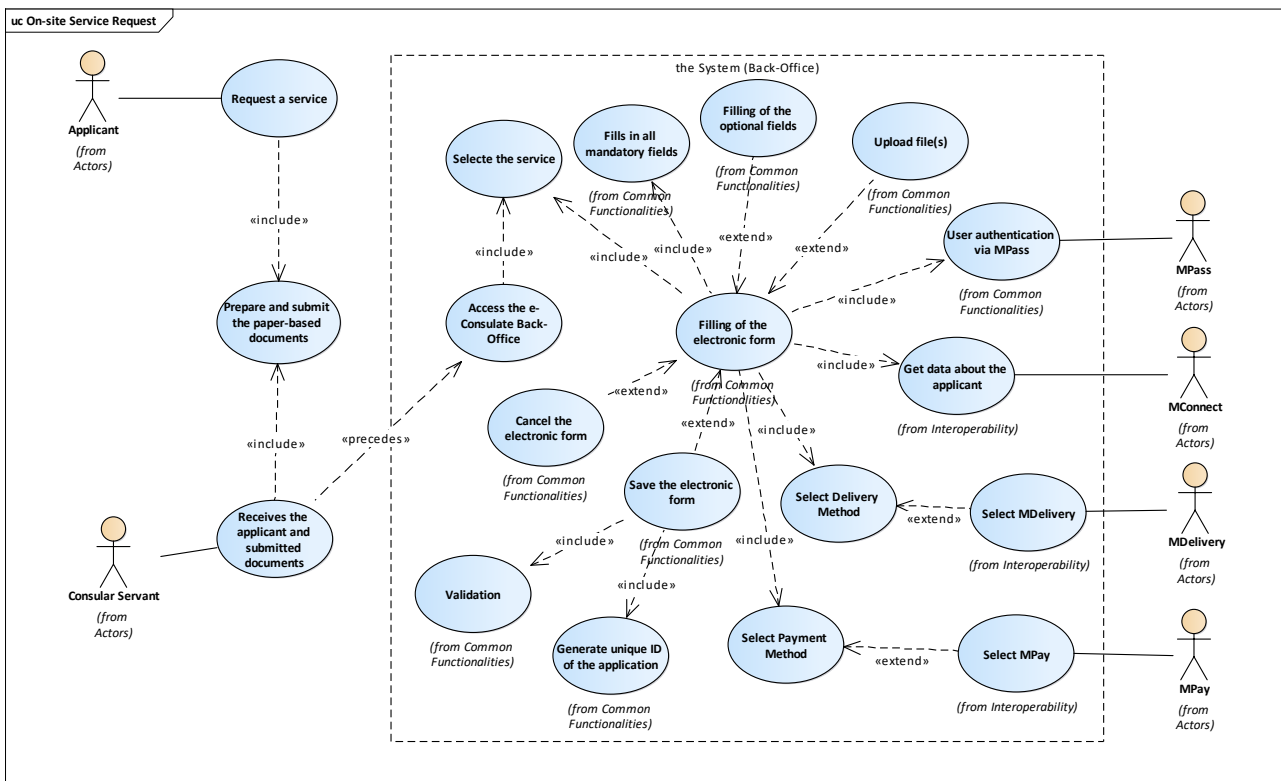 uc On-site Service Request
Applicant
(from
Actors)
Request a service
«include»
Prepare and submit
the paper-based
documents
«include»
Receives the
applicant and
submitted
documents
Consular Servant
(from
Actors)
«precedes»
the System (Back-Office)
Selecte the service
Fills in all
mandatory fields
(from Common
Functionalities)
Filling of the
optional fields
(from Common
Functionalities)
Upload file(s)
(from Common
Functionalities)
«include»
«include»
«include»
«extend»
«extend»
User authentication
via MPass
(from Common
Functionalities)
MPass
(from
Actors)
Access the e-
Consulate Back-
Office
Filling of the
electronic form
(from Common
Functionalities)
«include»
«include»
Get data about the
applicant
(from Interoperability)
MConnect
(from
Actors)
Cancel the
electronic form
(from Common
Functionalities)
«extend»
«extend»
«include»
Save the electronic
form
(from Common
Functionalities)
Select Delivery
Method
«extend»
Select MDelivery
(from Interoperability)
MDelivery
(from
Actors)
«include»
«include»
«include»
Validation
(from Common
Functionalities)
Generate unique ID
of the application
(from Common
Functionalities)
Select Payment
Method
«extend»
Select MPay
(from Interoperability)
MPay
(from
Actors)